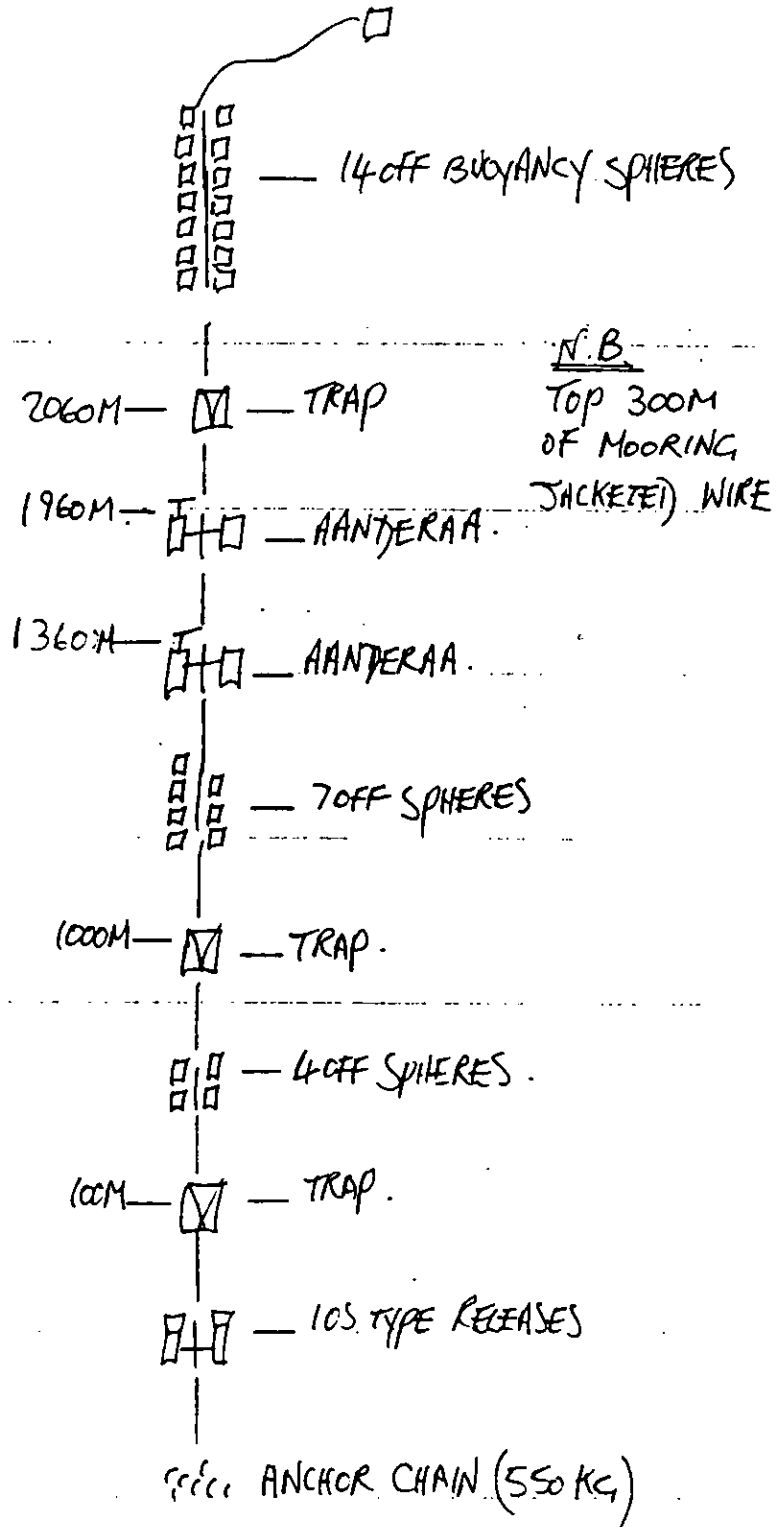 14 OFF BUOYANCY SPHERES
N.B.
2060M — TRAP
TOP 300M
OF MOORING
JACKETED WIRE
1960M — AANDERAA.
1360M — AANDERAA.
7 OFF SPHERES
1000M — TRAP.
4 OFF SPHERES.
100M — TRAP.
IOS TYPE RELEASES
ANCHOR CHAIN (550 KG)